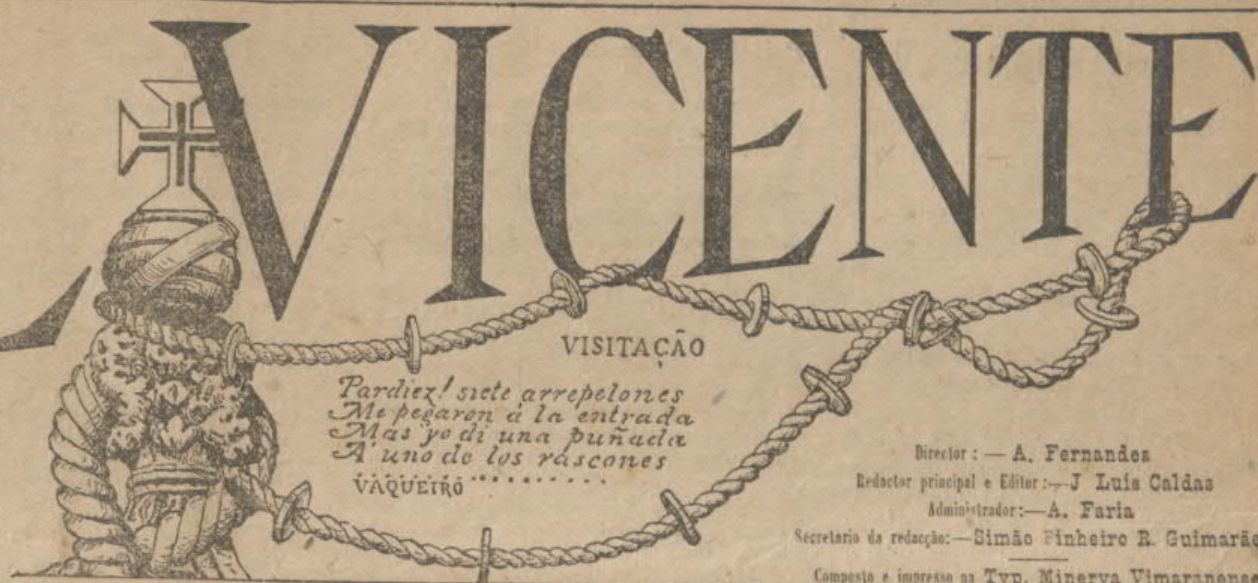 VICENTE
VISITAÇÃO
Pardiez! siete arrepelones
Me pegaron á la entrada
Mas yo di una puñada
Á uno de los rascones
VAQUEIRO ..........
Director : — A. Fernandes
Redactor principal e Editor :— J Luís Caldas
Administrador:— A. Faria
Secretario da redacção:— Simão Pinheiro R. Guimarãe
Composto e impresso na Typ. Minerva Vimaranens